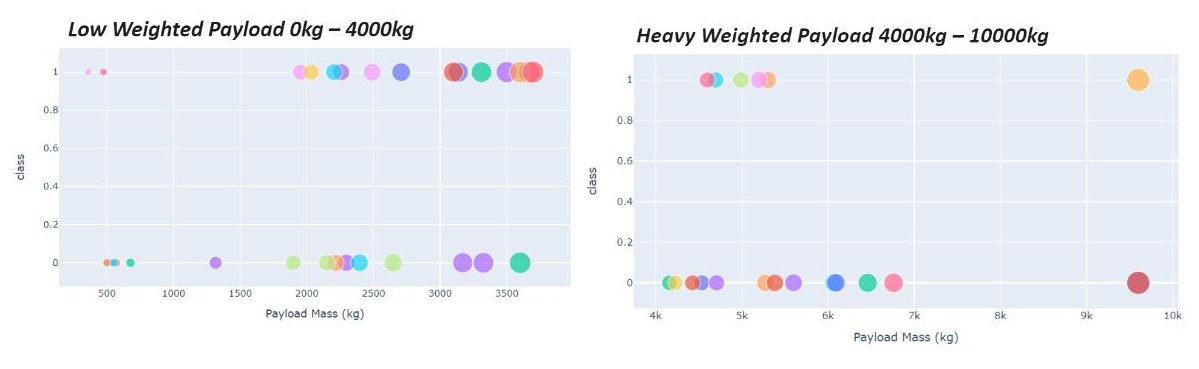 Low Weighted Payload 0kg – 4000kg
1
0.8
0.6
0.4
0.2
0
class
500
1000
1500
2000
2500
3000
3500
Payload Mass (kg)
Heavy Weighted Payload 4000kg – 10000kg
1
0.8
0.6
0.4
0.2
0
class
4k
5k
6k
7k
8k
9k
10k
Payload Mass (kg)